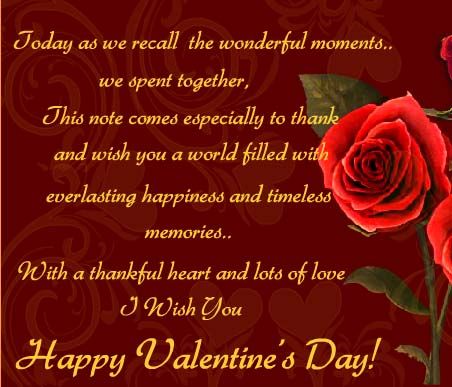 Today as we recall the wonderful moments..
we spent together,
This note comes especially to thank
and wish you a world filled with
everlasting happiness and timeless
memories..
With a thankful heart and lots of love
I Wish You
Happy Valentine's Day!